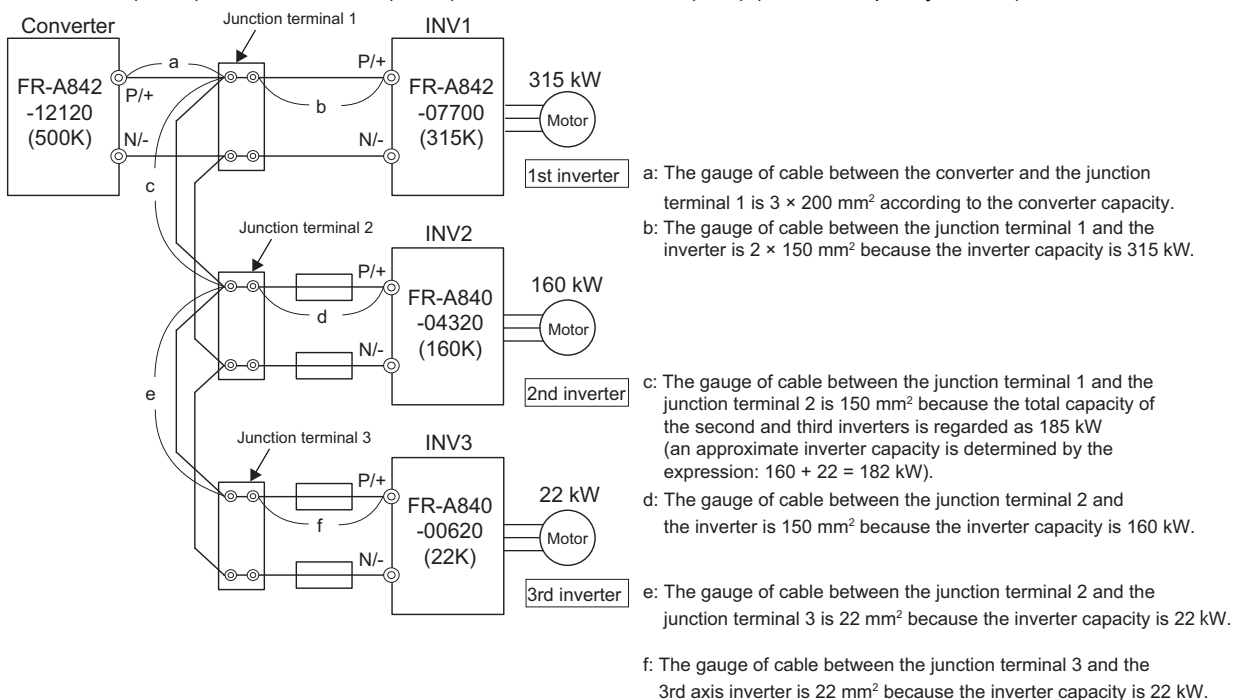 Converter
Junction terminal 1
INV1
a
P/+
P/+
b
FR-A842
-12120
(500K)
N/-
N/-
FR-A842
-07700
(315K)
315 kW
Motor
1st inverter
c
Junction terminal 2
INV2
P/+
d
N/-
FR-A840
-04320
(160K)
160 kW
Motor
2nd inverter
e
Junction terminal 3
INV3
P/+
f
N/-
FR-A840
-00620
(22K)
22 kW
Motor
3rd inverter
a: The gauge of cable between the converter and the junction
terminal 1 is 3 × 200 mm² according to the converter capacity.
b: The gauge of cable between the junction terminal 1 and the
inverter is 2 × 150 mm² because the inverter capacity is 315 kW.
c: The gauge of cable between the junction terminal 1 and the
junction terminal 2 is 150 mm² because the total capacity of
the second and third inverters is regarded as 185 kW
(an approximate inverter capacity is determined by the
expression: 160 + 22 = 182 kW).
d: The gauge of cable between the junction terminal 2 and
the inverter is 150 mm² because the inverter capacity is 160 kW.
e: The gauge of cable between the junction terminal 2 and the
junction terminal 3 is 22 mm² because the inverter capacity is 22 kW.
f: The gauge of cable between the junction terminal 3 and the
3rd axis inverter is 22 mm² because the inverter capacity is 22 kW.